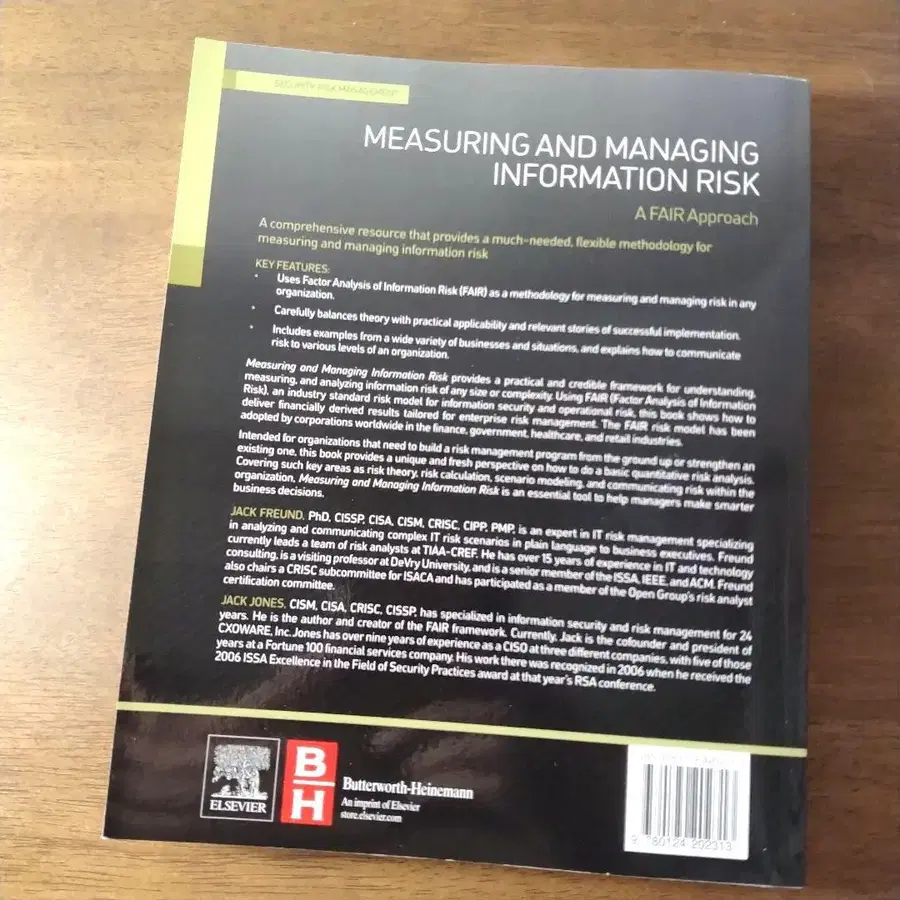 SECURITY RISK MANAGEMENT
MEASURING AND MANAGING
INFORMATION RISK
A FAIR Approach
A comprehensive resource that provides a much-needed, flexible methodology for
measuring and managing information risk
KEY FEATURES:
• Uses Factor Analysis of Information Risk (FAIR) as a methodology for measuring and managing risk in any
organization.
• Carefully balances theory with practical applicability and relevant stories of successful implementation.
• Includes examples from a wide variety of businesses and situations, and explains how to communicate
risk to various levels of an organization.
Measuring and Managing Information Risk provides a practical and credible framework for understanding,
measuring, and analyzing information risk of any size or complexity. Using FAIR (Factor Analysis of Information
Risk), an industry standard risk model for information security and operational risk, this book shows how to
deliver financially derived results tailored for enterprise risk management. The FAIR risk model has been
adopted by corporations worldwide in the finance, government, healthcare, and retail industries.
Intended for organizations that need to build a risk management program from the ground up or strengthen an
existing one, this book provides a unique and fresh perspective on how to do a basic quantitative risk analysis.
Covering such key areas as risk theory, risk calculation, scenario modeling, and communicating risk within the
organization, Measuring and Managing Information Risk is an essential tool to help managers make smarter
business decisions.
JACK FREUND, PhD, CISSP, CISA, CISM, CRISC, CIPP, PMP, is an expert in IT risk management specializing
in analyzing and communicating complex IT risk scenarios in plain language to business executives. Freund
currently leads a team of risk analysts at TIAA-CREF. He has over 15 years of experience in IT and technology
consulting, is a visiting professor at DeVry University, and is a senior member of the ISSA, IEEE, and ACM. Freund
also chairs a CRISC subcommittee for ISACA and has participated as a member of the Open Group's risk analyst
certification committee.
JACK JONES, CISM, CISA, CRISC, CISSP, has specialized in information security and risk management for 24
years. He is the author and creator of the FAIR framework. Currently, Jack is the cofounder and president of
CXOWARE, Inc. Jones has over nine years of experience as a CISO at three different companies, with five of those
years at a Fortune 100 financial services company. His work there was recognized in 2006 when he received the
2006 ISSA Excellence in the Field of Security Practices award at that year's RSA conference.
ELSEVIER
B
H
Butterworth-Heinemann
An imprint of Elsevier
store.elsevier.com
9 780124 202313